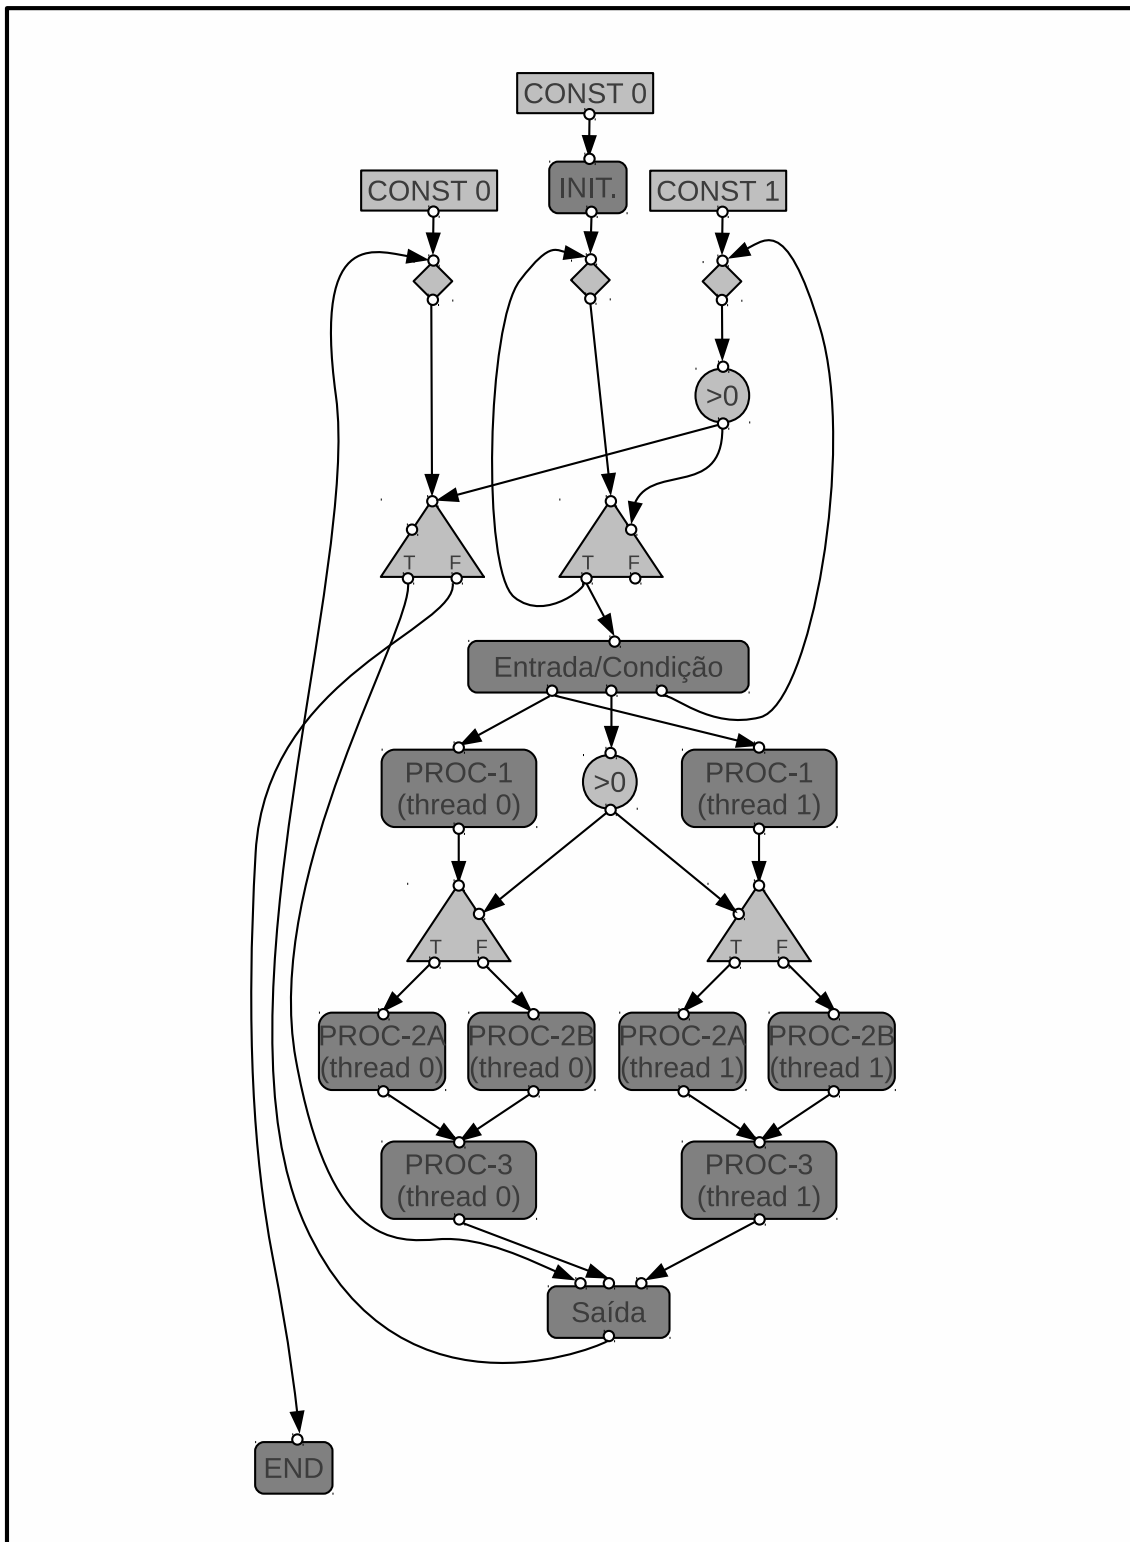 CONST 0
CONST 0
INIT.
CONST 1
>0
T
F
T
F
Entrada/Condição
PROC-1
(thread 0)
>0
PROC-1
(thread 1)
T
F
T
F
PROC-2A
(thread 0)
PROC-2B
(thread 0)
PROC-2A
(thread 1)
PROC-2B
(thread 1)
PROC-3
(thread 0)
PROC-3
(thread 1)
Saída
END